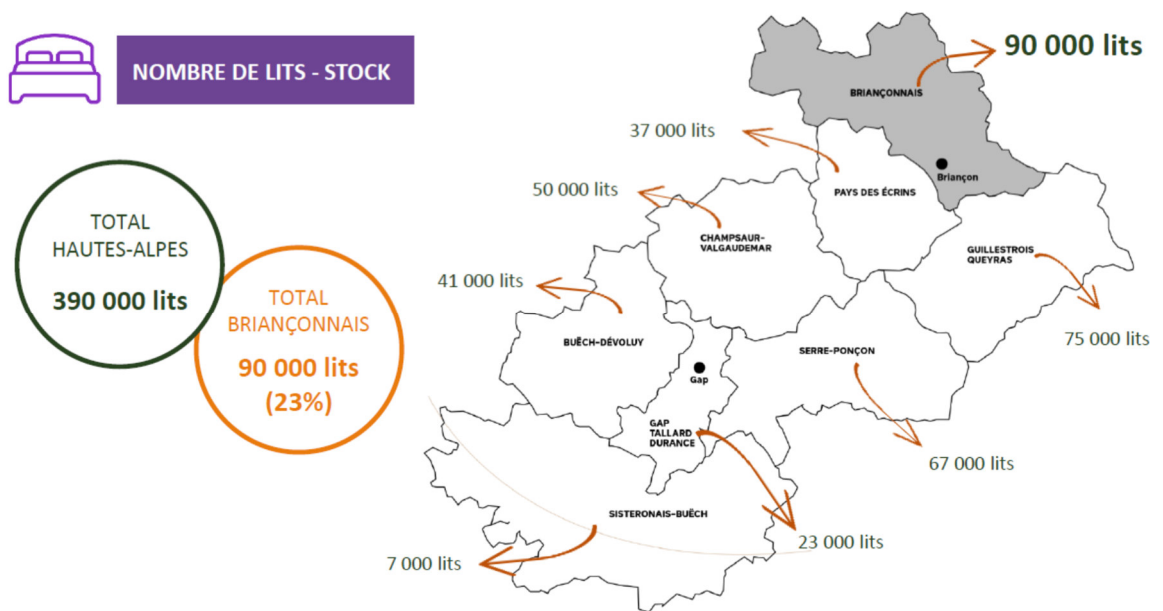 NOMBRE DE LITS - STOCK
TOTAL
HAUTES-ALPES
390 000 lits
TOTAL
BRIANÇONNAIS
90 000 lits
(23%)
90 000 lits
BRIANÇONNAIS
37 000 lits
Briançon
50 000 lits
PAYS DES ÉCRINS
CHAMPSAUR-
VALGAUDEMAR
GUILLESTROIS
QUEYRAS
41 000 lits
75 000 lits
BUËCH-DÉVOLUY
SERRE-PONÇON
Gap
GAP
TALLARD
DURANCE
67 000 lits
SISTERONAIS-BUËCH
23 000 lits
7 000 lits